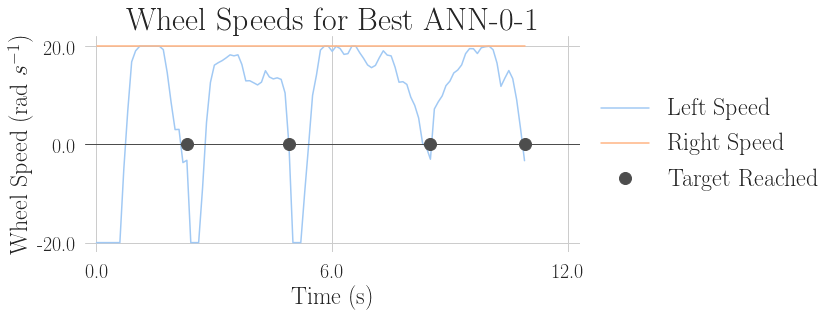 Wheel Speeds for Best ANN-0-1
Wheel Speed (rad s⁻¹)
20.0
0.0
-20.0
0.0
6.0
12.0
Time (s)
Left Speed
Right Speed
Target Reached